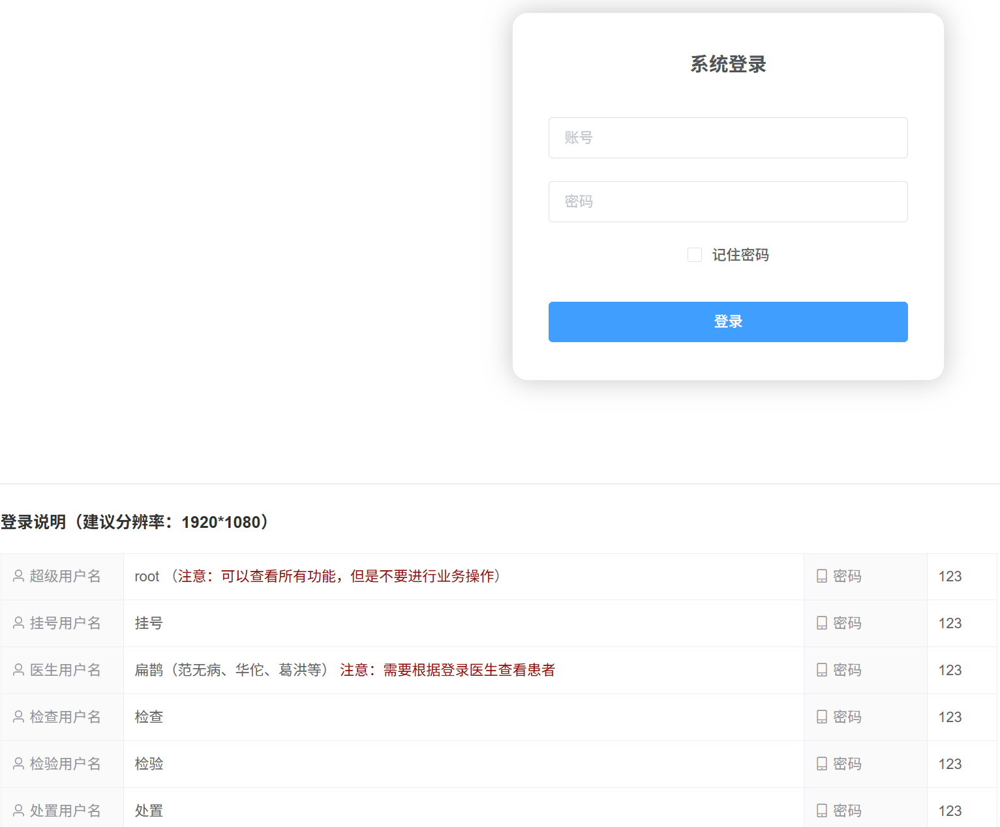 系统登录
账号
密码
记住密码
登录
登录说明（建议分辨率：1920*1080）
超级用户名 root （注意：可以查看所有功能，但是不要进行业务操作） 密码 123
挂号用户名 挂号 密码 123
医生用户名 扁鹊（范无病、华佗、葛洪等） 注意：需要根据登录医生查看患者 密码 123
检查用户名 检查 密码 123
检验用户名 检验 密码 123
处置用户名 处置 密码 123